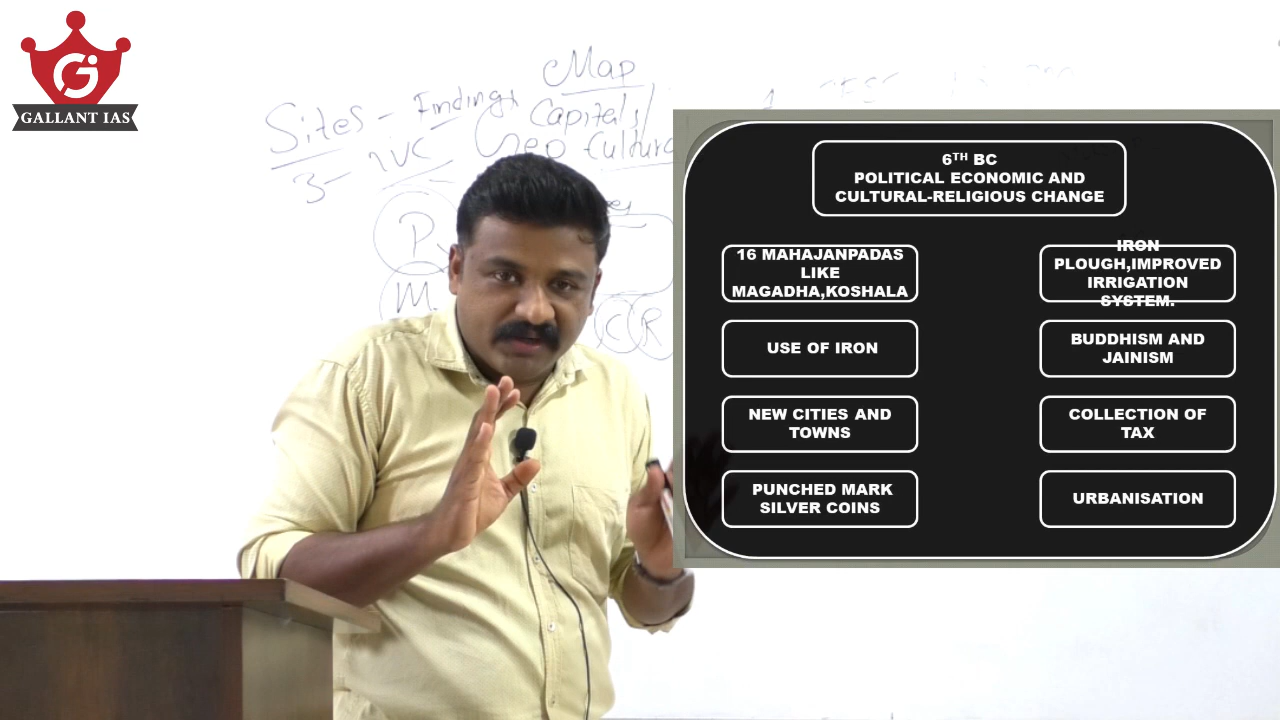 GALLANT IAS
Map
Sites - Findings
Capitals/
IVC
Geo Cultura
3-
P
M
C R
6TH BC
POLITICAL ECONOMIC AND
CULTURAL-RELIGIOUS CHANGE
16 MAHAJANPADAS
LIKE
MAGADHA,KOSHALA
IRON
PLOUGH,IMPROVED
IRRIGATION
SYSTEM.
USE OF IRON
BUDDHISM AND
JAINISM
NEW CITIES AND
TOWNS
COLLECTION OF
TAX
PUNCHED MARK
SILVER COINS
URBANISATION